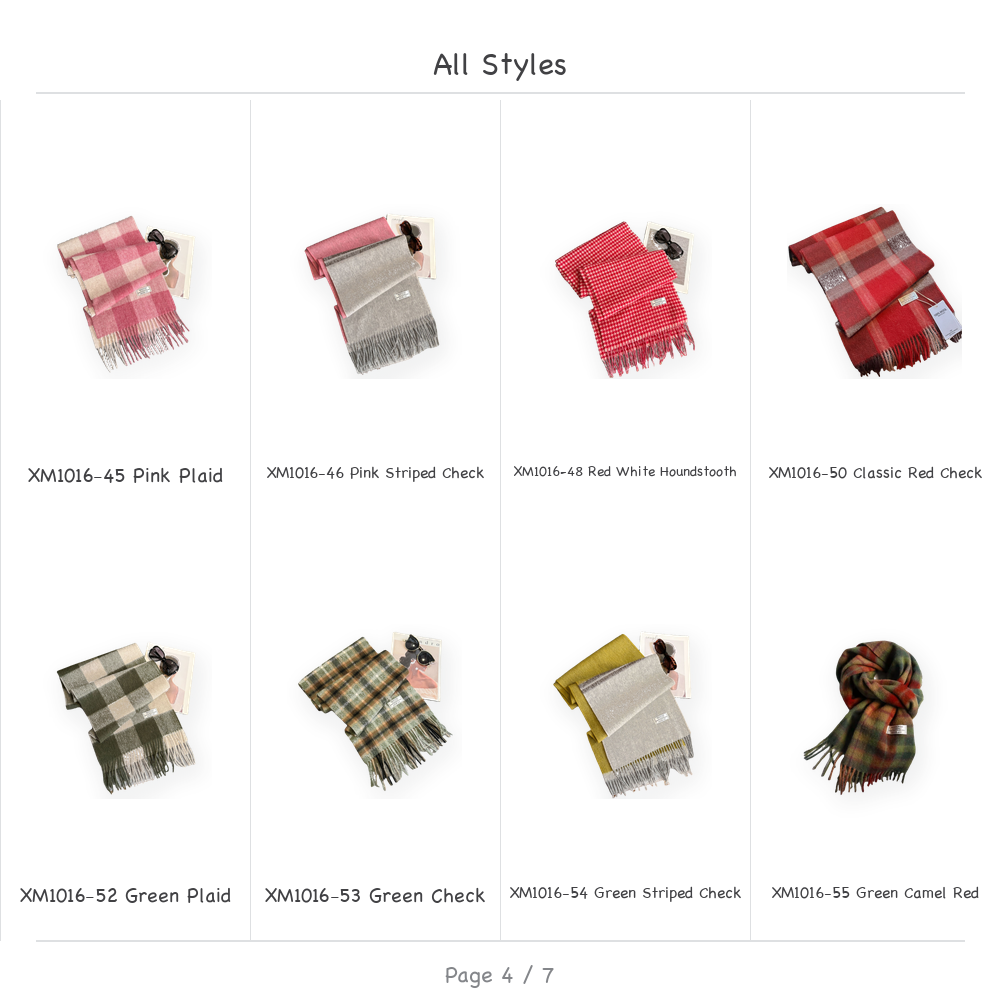 All Styles
XM1016-45 Pink Plaid
XM1016-46 Pink Striped Check
XM1016-48 Red White Houndstooth
XM1016-50 Classic Red Check
XM1016-52 Green Plaid
XM1016-53 Green Check
XM1016-54 Green Striped Check
XM1016-55 Green Camel Red
Page 4 / 7